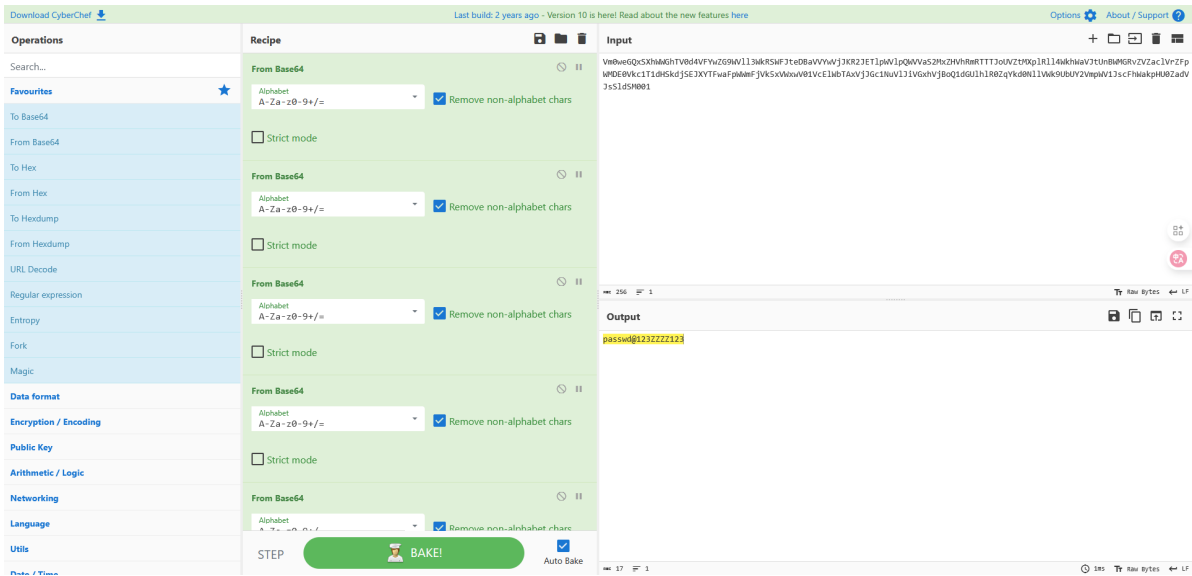 Download CyberChef
Last build: 2 years ago - Version 10 is here! Read about the new features here
Options
About / Support
Operations
Search...
Favourites
To Base64
From Base64
To Hex
From Hex
To Hexdump
From Hexdump
URL Decode
Regular expression
Entropy
Fork
Magic
Data format
Encryption / Encoding
Public Key
Arithmetic / Logic
Networking
Language
Utils
Date / Time
Recipe
From Base64
Alphabet
A-Za-z0-9+/=
Remove non-alphabet chars
Strict mode
From Base64
Alphabet
A-Za-z0-9+/=
Remove non-alphabet chars
Strict mode
From Base64
Alphabet
A-Za-z0-9+/=
Remove non-alphabet chars
Strict mode
From Base64
Alphabet
A-Za-z0-9+/=
Remove non-alphabet chars
Strict mode
From Base64
Alphabet
Remove non-alphabet chars
STEP
BAKE!
Auto Bake
Input
256
1
Raw Bytes
LF
Output
passwd@123ZZZZ123
17
1
1ms
Raw Bytes
LF